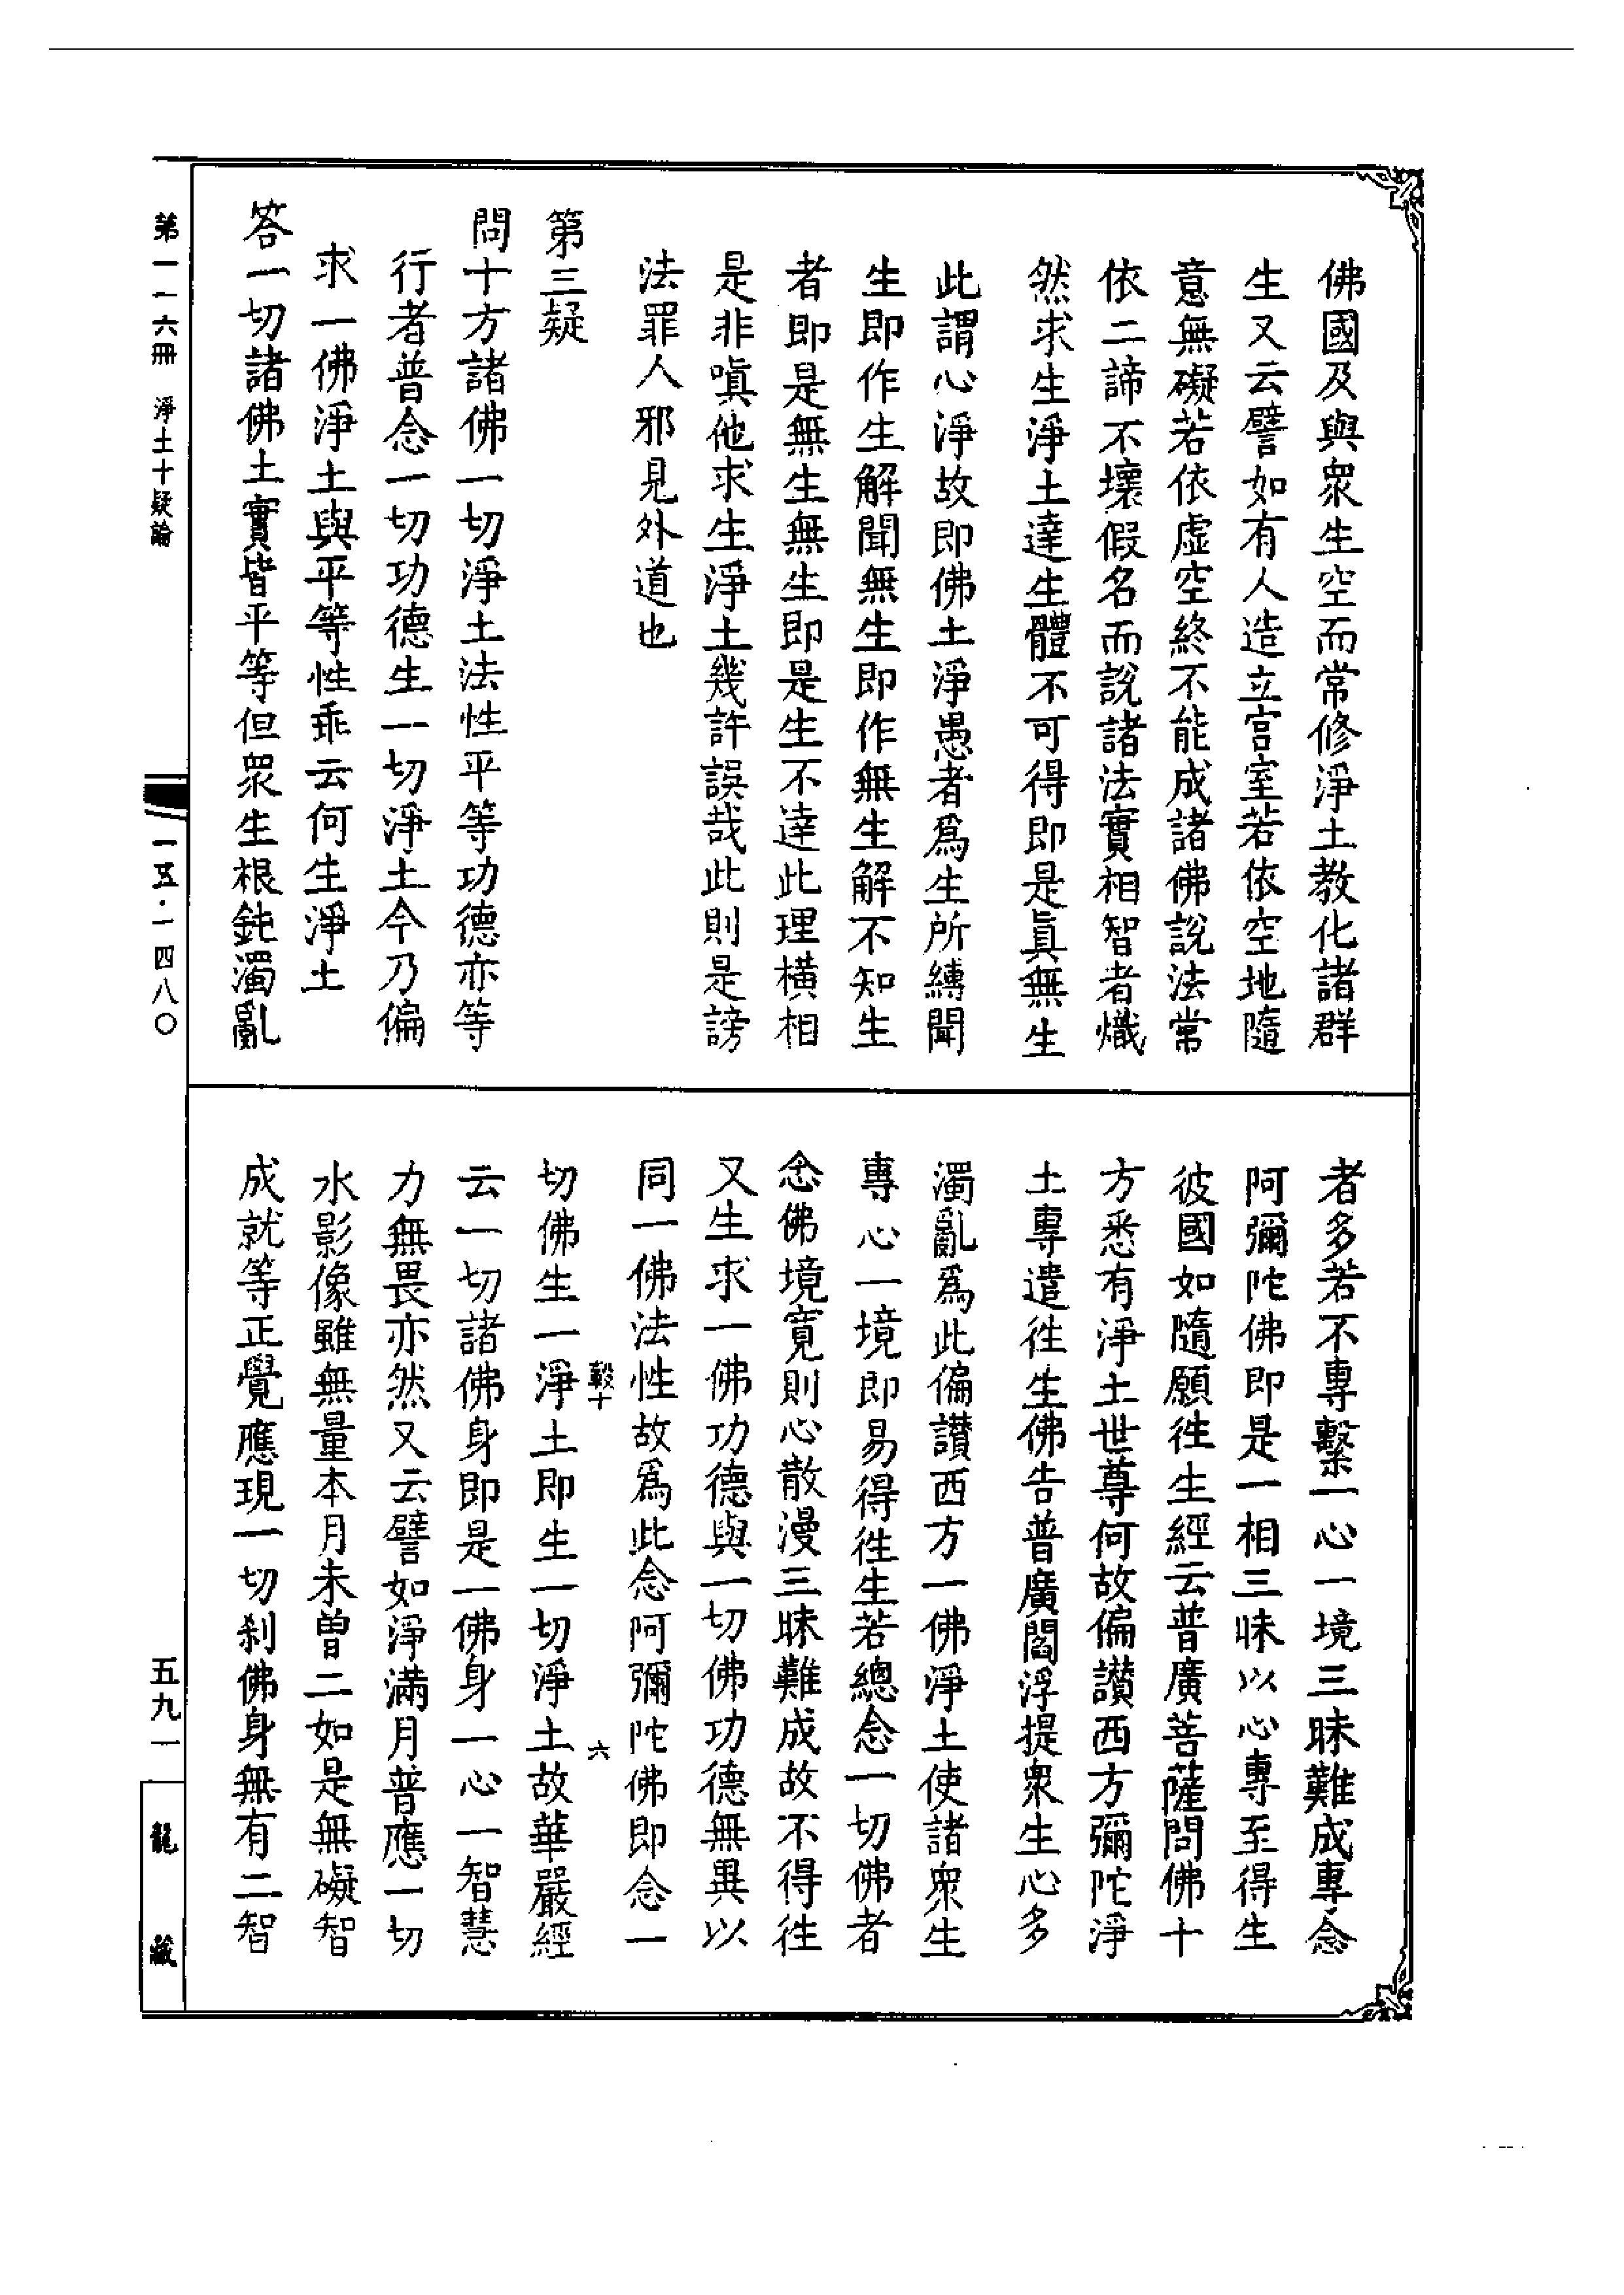 佛國及與衆生空而常修淨土教化諸群
生又云譬如有人造立宮室若依空地隨
意無礙若依虛空終不能成諸佛說法常
依二諦不壞假名而說諸法實相智者熾
然求生淨土達生體不可得即是眞無生
此謂心淨故即佛土淨愚者爲生所縛聞
生即作生解聞無生即作無生解不知生
者即是無生無生即是生不達此理橫相
是非嗔他求生淨土幾許誤哉此則是謗
法罪人邪見外道也
第三疑
問十方諸佛一切淨土法性平等功德亦等
行者普念一切功德生一切淨土今乃偏
求一佛淨土與平等性乖云何生淨土
答一切諸佛土實皆平等但衆生根鈍濁亂
者多若不專繫一心一境三昧難成專念
阿彌陀佛即是一相三昧以心專至得生
彼國如隨願徃生經云普廣菩薩問佛十
方悉有淨土世尊何故偏讃西方彌陀淨
土專遣徃生佛告普廣閻浮提衆生心多
濁亂爲此偏讃西方一佛淨土使諸衆生
專心一境即易得徃生若總念一切佛者
念佛境寛則心散漫三昧難成故不得徃
又生求一佛功德與一切佛功德無異以
同一佛法性故爲此念阿彌陀佛即念一
轂十 六
切佛生一淨土即生一切淨土故華嚴經
云一切諸佛身即是一佛身一心一智慧
力無畏亦然又云譬如淨滿月普應一切
水影像雖無量本月未曾二如是無礙智
成就等正覺應現一切刹佛身無有二智
第一一六冊 淨土十疑論
一五·一四八〇
五九一
龍藏